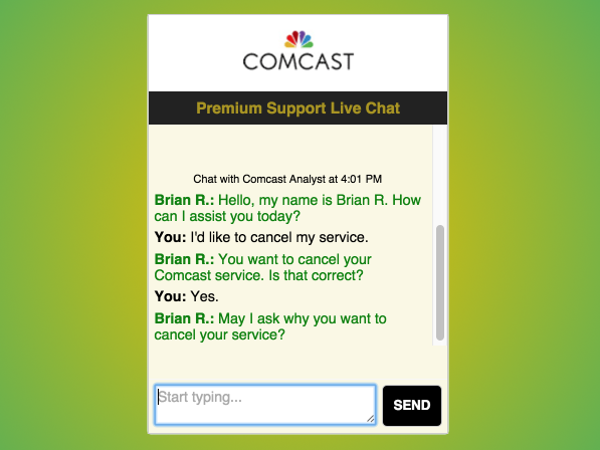 COMCAST
Premium Support Live Chat
Chat with Comcast Analyst at 4:01 PM
Brian R.: Hello, my name is Brian R. How
can I assist you today?
You: I'd like to cancel my service.
Brian R.: You want to cancel your
Comcast service. Is that correct?
You: Yes.
Brian R.: May I ask why you want to
cancel your service?
Start typing...
SEND